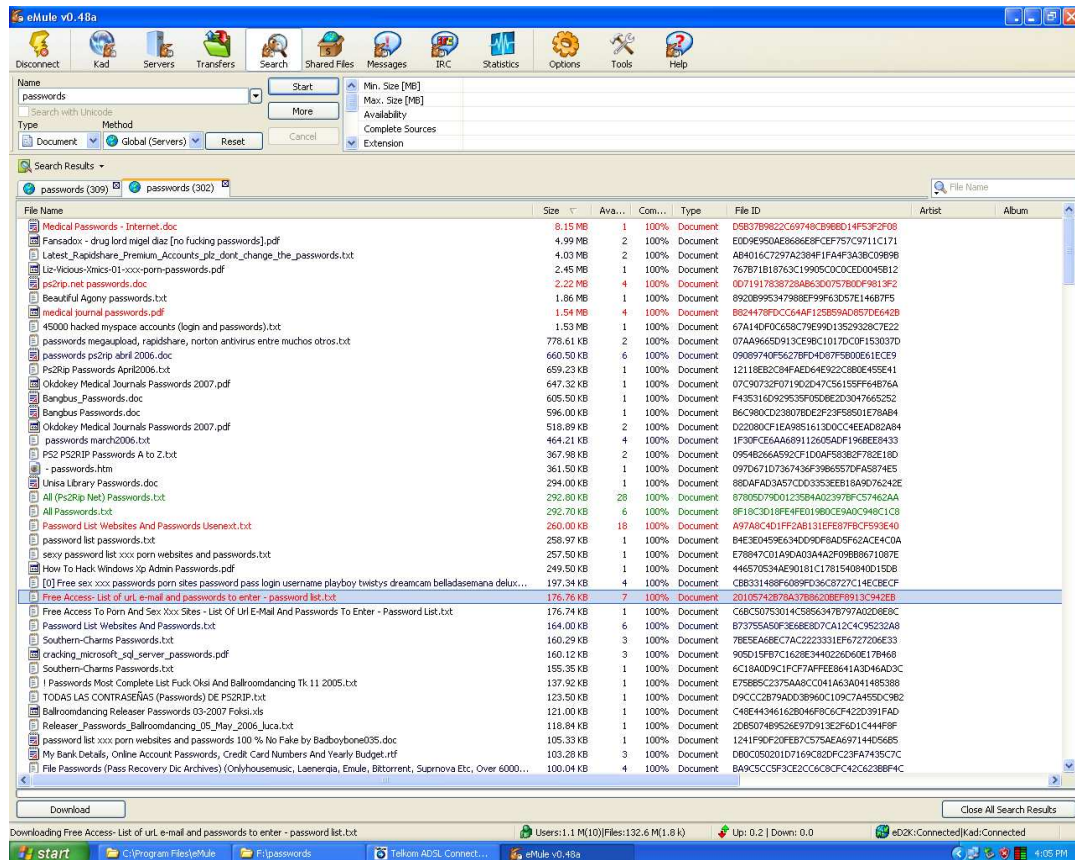 eMule v0.48a
Disconnect Kad Servers Transfers Search Shared Files Messages IRC Statistics Options Tools Help
Name
passwords
Start
Search with Unicode
More
Type Method
Document Global (Servers) Reset
Cancel
Min. Size [MB]
Max. Size [MB]
Availability
Complete Sources
Extension
Search Results
passwords (309) passwords (302)
File Name
File Name Size Ava... Com... Type File ID Artist Album
Medical Passwords - Internet.doc 8.15 MB 1 100% Document D5B37B9822C69748CB9BBD14F53F2F08
Fansadox - drug lord migel diaz [no fucking passwords].pdf 4.99 MB 2 100% Document E0D9E950AE8686E8FCEF757C9711C171
Latest_Rapidshare_Premium_Accounts_plz_dont_change_the_passwords.txt 4.03 MB 2 100% Document AB4016C7297A2384F1FA4F3A3BC09B9B
Liz-Vicious-Xmics-01-xxx-porn-passwords.pdf 2.45 MB 1 100% Document 767B71B18763C19905C0C0CED0045B12
ps2rip.net passwords.doc 2.22 MB 4 100% Document 0D71917838728AB63D0757B0DF9813F2
Beautiful Agony passwords.txt 1.86 MB 1 100% Document 8920B995347988EF99F63D57E146B7F5
medical journal passwords.pdf 1.54 MB 4 100% Document B824478FDCC64AF125B59AD857DE642B
45000 hacked myspace accounts (login and passwords).txt 1.53 MB 1 100% Document 67A14DF0C658C79E99D13529328C7E22
passwords megaupload, rapidshare, norton antivirus entre muchos otros.txt 778.61 KB 2 100% Document 07AA9665D913CE9BC1017DC0F153037D
passwords ps2rip abril 2006.doc 660.50 KB 6 100% Document 09089740F5627BFD4D87F5B00E61ECE9
Ps2Rip Passwords April2006.txt 659.23 KB 1 100% Document 12118EB2C84FAED64E922C8B0E455E41
Okdokey Medical Journals Passwords 2007.pdf 647.32 KB 1 100% Document 07C90732F0719D2D47C56155FF64B76A
Bangbus_Passwords.doc 605.50 KB 1 100% Document F435316D929535F05DBE2D3047665252
Bangbus Passwords.doc 596.00 KB 1 100% Document B6C980CD23807BDE2F23F58501E78AB4
Okdokey Medical Journals Passwords 2007.pdf 518.89 KB 2 100% Document D22080CF1EA9851613D0CC4EEAD82A84
passwords march2006.txt 464.21 KB 4 100% Document 1F30FCE6AA689112605ADF196BEE8433
PS2 PS2RIP Passwords A to Z.txt 367.98 KB 2 100% Document 0954B266A592CF1D0AF583B2F782E18D
- passwords.htm 361.50 KB 1 100% Document 097D671D7367436F39B6557DFA5874E5
Unisa Library Passwords.doc 294.00 KB 1 100% Document 88DAFAD3A57CDD3353EEB18A9D76242E
All (Ps2Rip Net) Passwords.txt 292.80 KB 28 100% Document 87805D79D01235B4A02397BFC57462AA
All Passwords.txt 292.70 KB 6 100% Document 8F18C3D18FE4FE019B0CE9A0C948C1C8
Password List Websites And Passwords Usenext.txt 260.00 KB 18 100% Document A97A8C4D1FF2AB131EFE87FBCF593E40
password list passwords.txt 258.97 KB 1 100% Document B4E3E0459E634DD9DF8AD5F62ACE4C0A
sexy password list xxx porn websites and passwords.txt 257.50 KB 1 100% Document E78847C01A9DA03A4A2F09BB8671087E
How To Hack Windows Xp Admin Passwords.pdf 249.50 KB 1 100% Document 446570534AE90181C1781540840D15DB
[0] Free sex xxx passwords porn sites password pass login username playboy twistys dreamcam belladasemana delux... 197.34 KB 4 100% Document CBB331488F6089FD36C8727C14ECBECF
Free Access- List of urL e-mail and passwords to enter - password list.txt 176.76 KB 7 100% Document 20105742B78A37B8620BEF8913C942EB
Free Access To Porn And Sex Xxx Sites - List Of Url E-Mail And Passwords To Enter - Password List.txt 176.74 KB 1 100% Document C6BC50753014C5856347B797A02D8E8C
Password List Websites And Passwords.txt 164.00 KB 6 100% Document B73755A50F3E6BE8D7CA12C4C95232A8
Southern-Charms Passwords.txt 160.29 KB 3 100% Document 7BE5EA6BEC7AC2223331EF6727206E33
cracking_microsoft_sql_server_passwords.pdf 160.12 KB 3 100% Document 905D15FB7C1628E3440226D60E17B468
Southern-Charms Passwords.txt 155.35 KB 1 100% Document 6C18A0D9C1FCF7AFFEE8641A3D46AD3C
! Passwords Most Complete List Fuck Oksi And Ballroomdancing Tk 11 2005.txt 137.92 KB 1 100% Document E75BB5C2375AA8CC041A63A041485388
TODAS LAS CONTRASEÑAS (Passwords) DE PS2RIP.txt 123.50 KB 1 100% Document D9CCC2B79ADD3B960C109C7A455DC9B2
Ballroomdancing Releaser Passwords 03-2007 Foksi.xls 121.00 KB 1 100% Document C48E44346162B046F8C6CF422D391FAD
Releaser_Passwords_Ballroomdancing_05_May_2006_luca.txt 118.84 KB 1 100% Document 2DB5074B9526E97D913E2F6D1C444F8F
password list xxx porn websites and passwords 100 % No Fake by Badboybone035.doc 105.33 KB 1 100% Document 1241F9DF20FEB7C575AEA697144D56B5
My Bank Details, Online Account Passwords, Credit Card Numbers And Yearly Budget.rtf 103.28 KB 3 100% Document DB0C050201D7169C82DFC23FA7435C7C
File Passwords (Pass Recovery Dic Archives) (Onlyhousemusic, Laenergia, Emule, Bittorrent, Suprnova Etc, Over 6000... 100.04 KB 4 100% Document BA9C5CC5F3CE2CC6C8CFC42C623BBF4C
Download Close All Search Results
Downloading Free Access- List of urL e-mail and passwords to enter - password list.txt Users:1.1 M(10)|Files:132.6 M(1.8 k) Up: 0.2 | Down: 0.0 eD2K:Connected|Kad:Connected
start C:\Program Files\eMule F:\passwords Telkom ADSL Connect... eMule v0.48a 4:05 PM